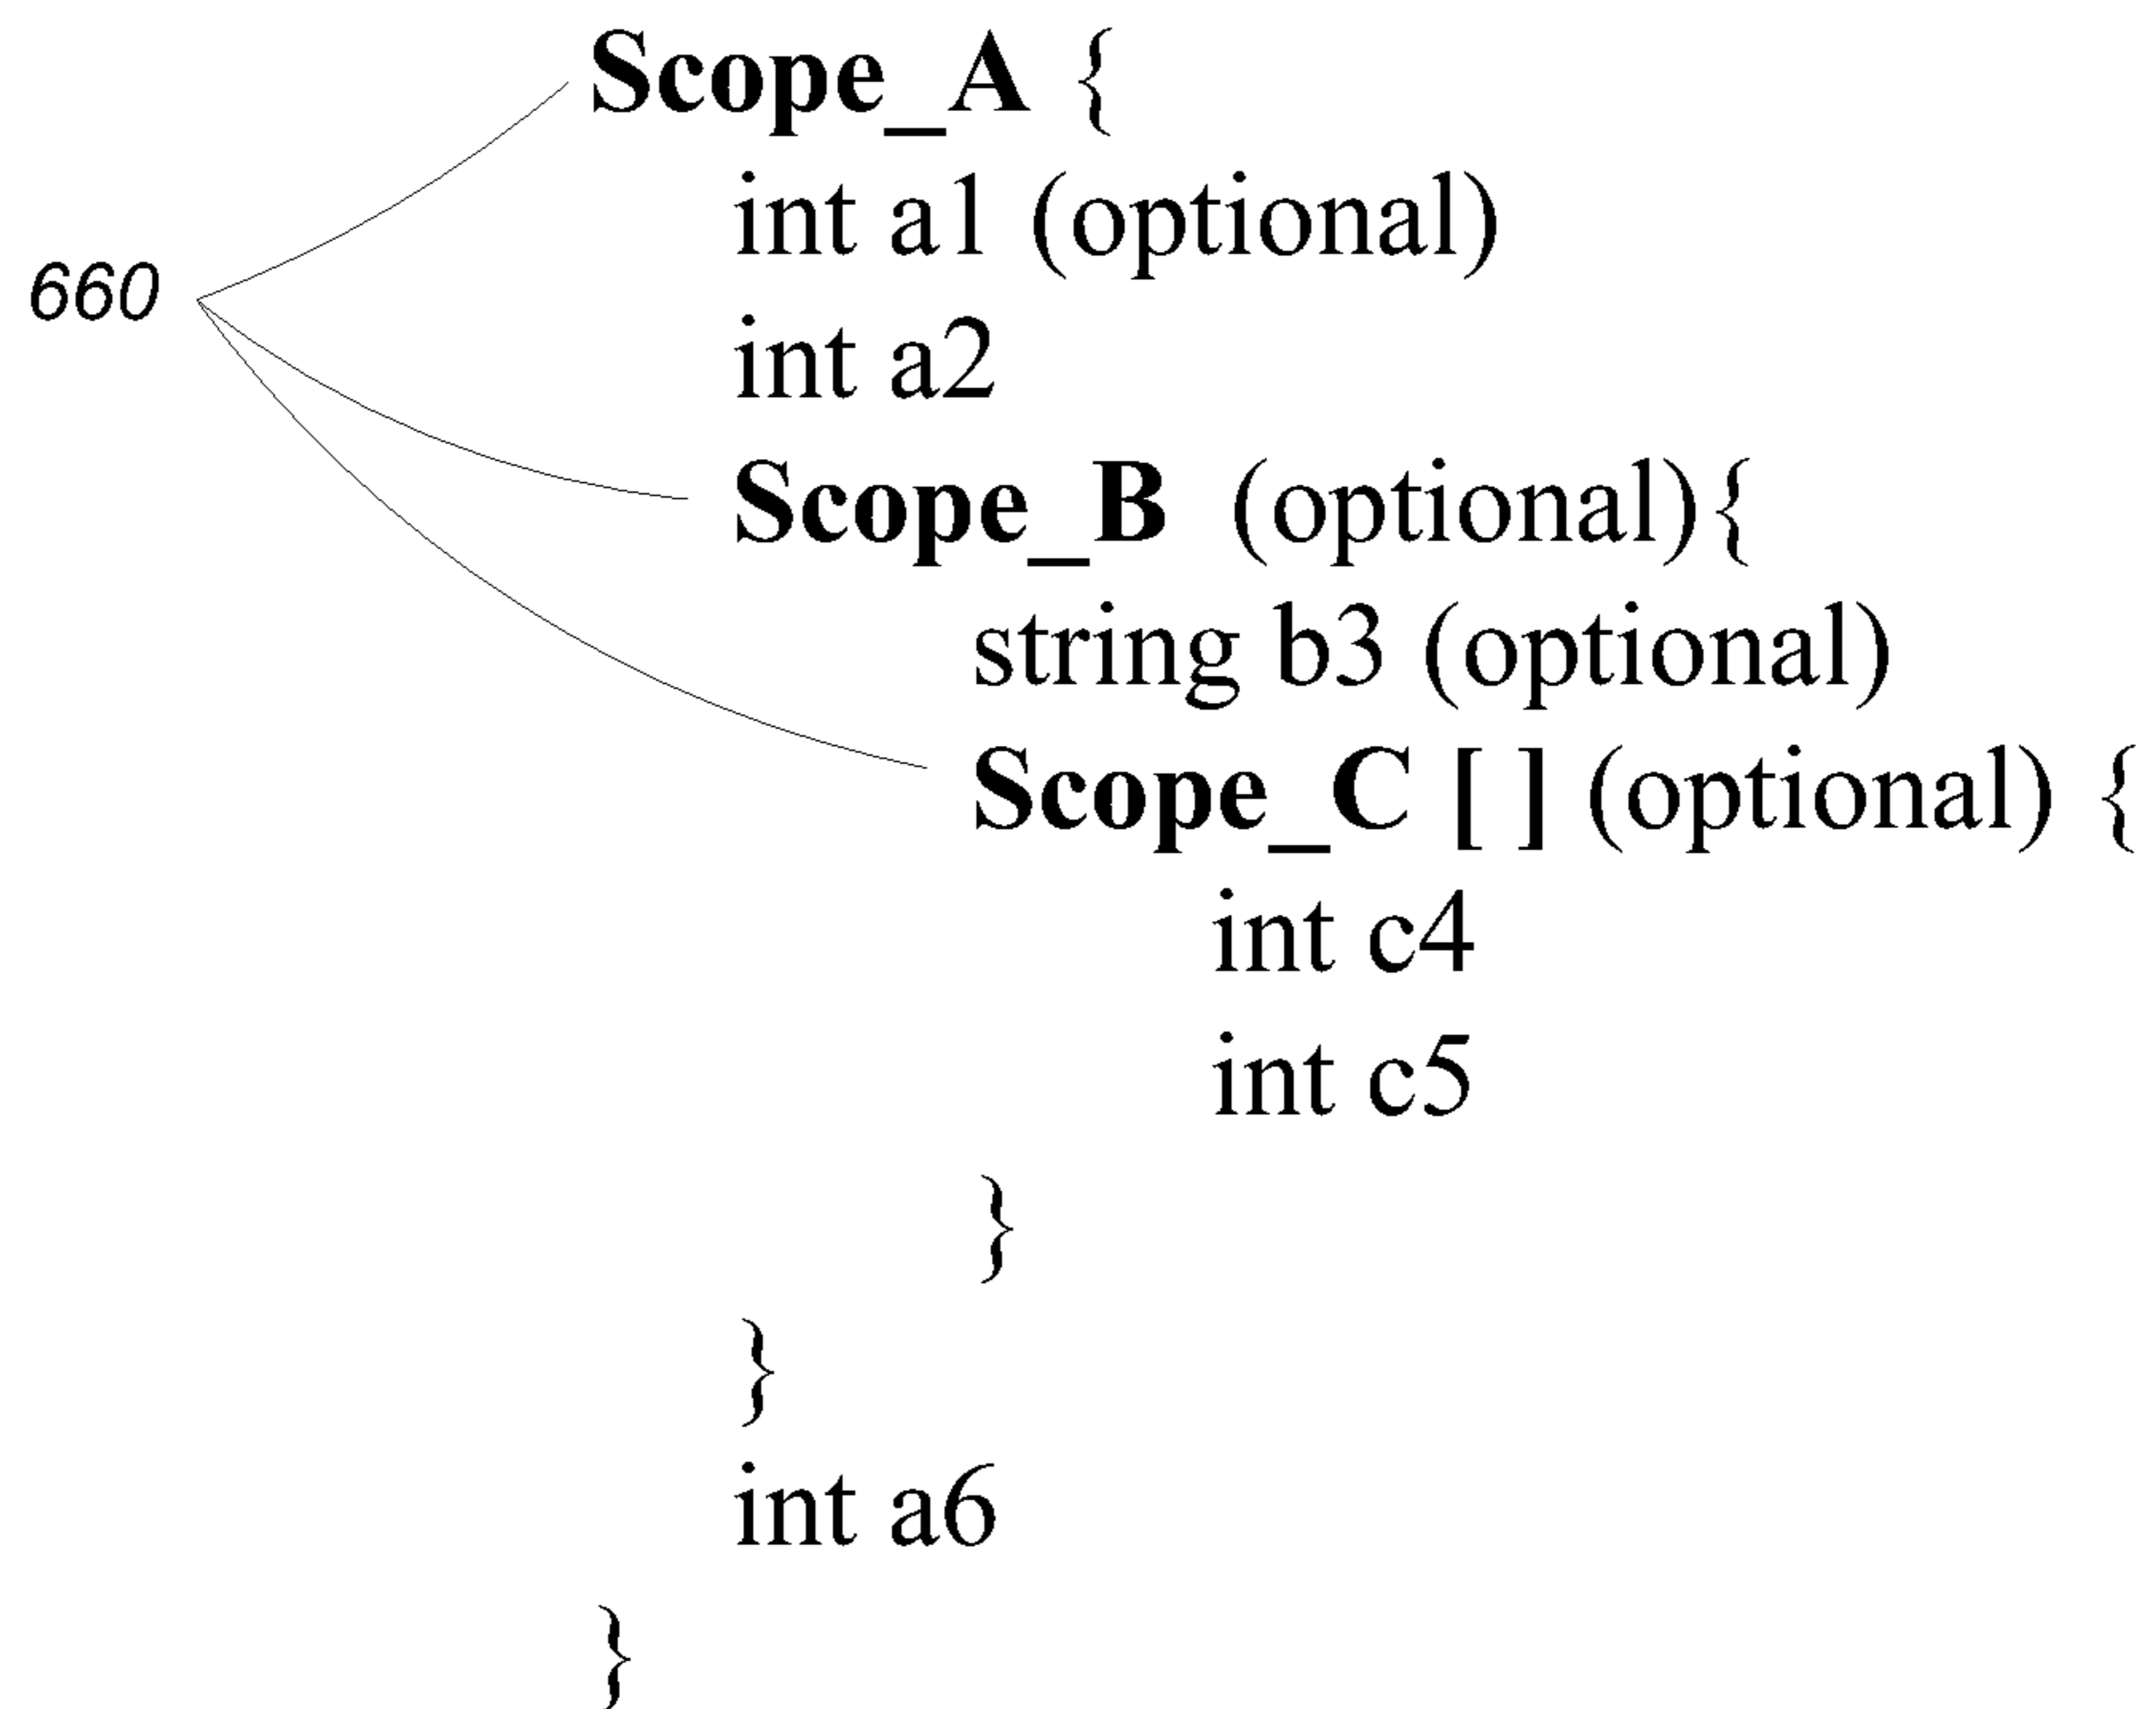 Scope_A {
int a1 (optional)
660
int a2
Scope_B (optional){
string b3 (optional)
Scope_C [ ] (optional) {
int c4
int c5
}
}
int a6
}